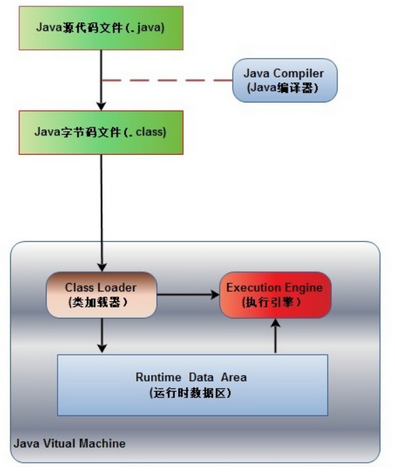 Java源代码文件(.java)
Java Compiler
(Java编译器)
Java字节码文件(.class)
Class Loader
(类加载器)
Execution Engine
(执行引擎)
Runtime Data Area
(运行时数据区)
Java Vitual Machine